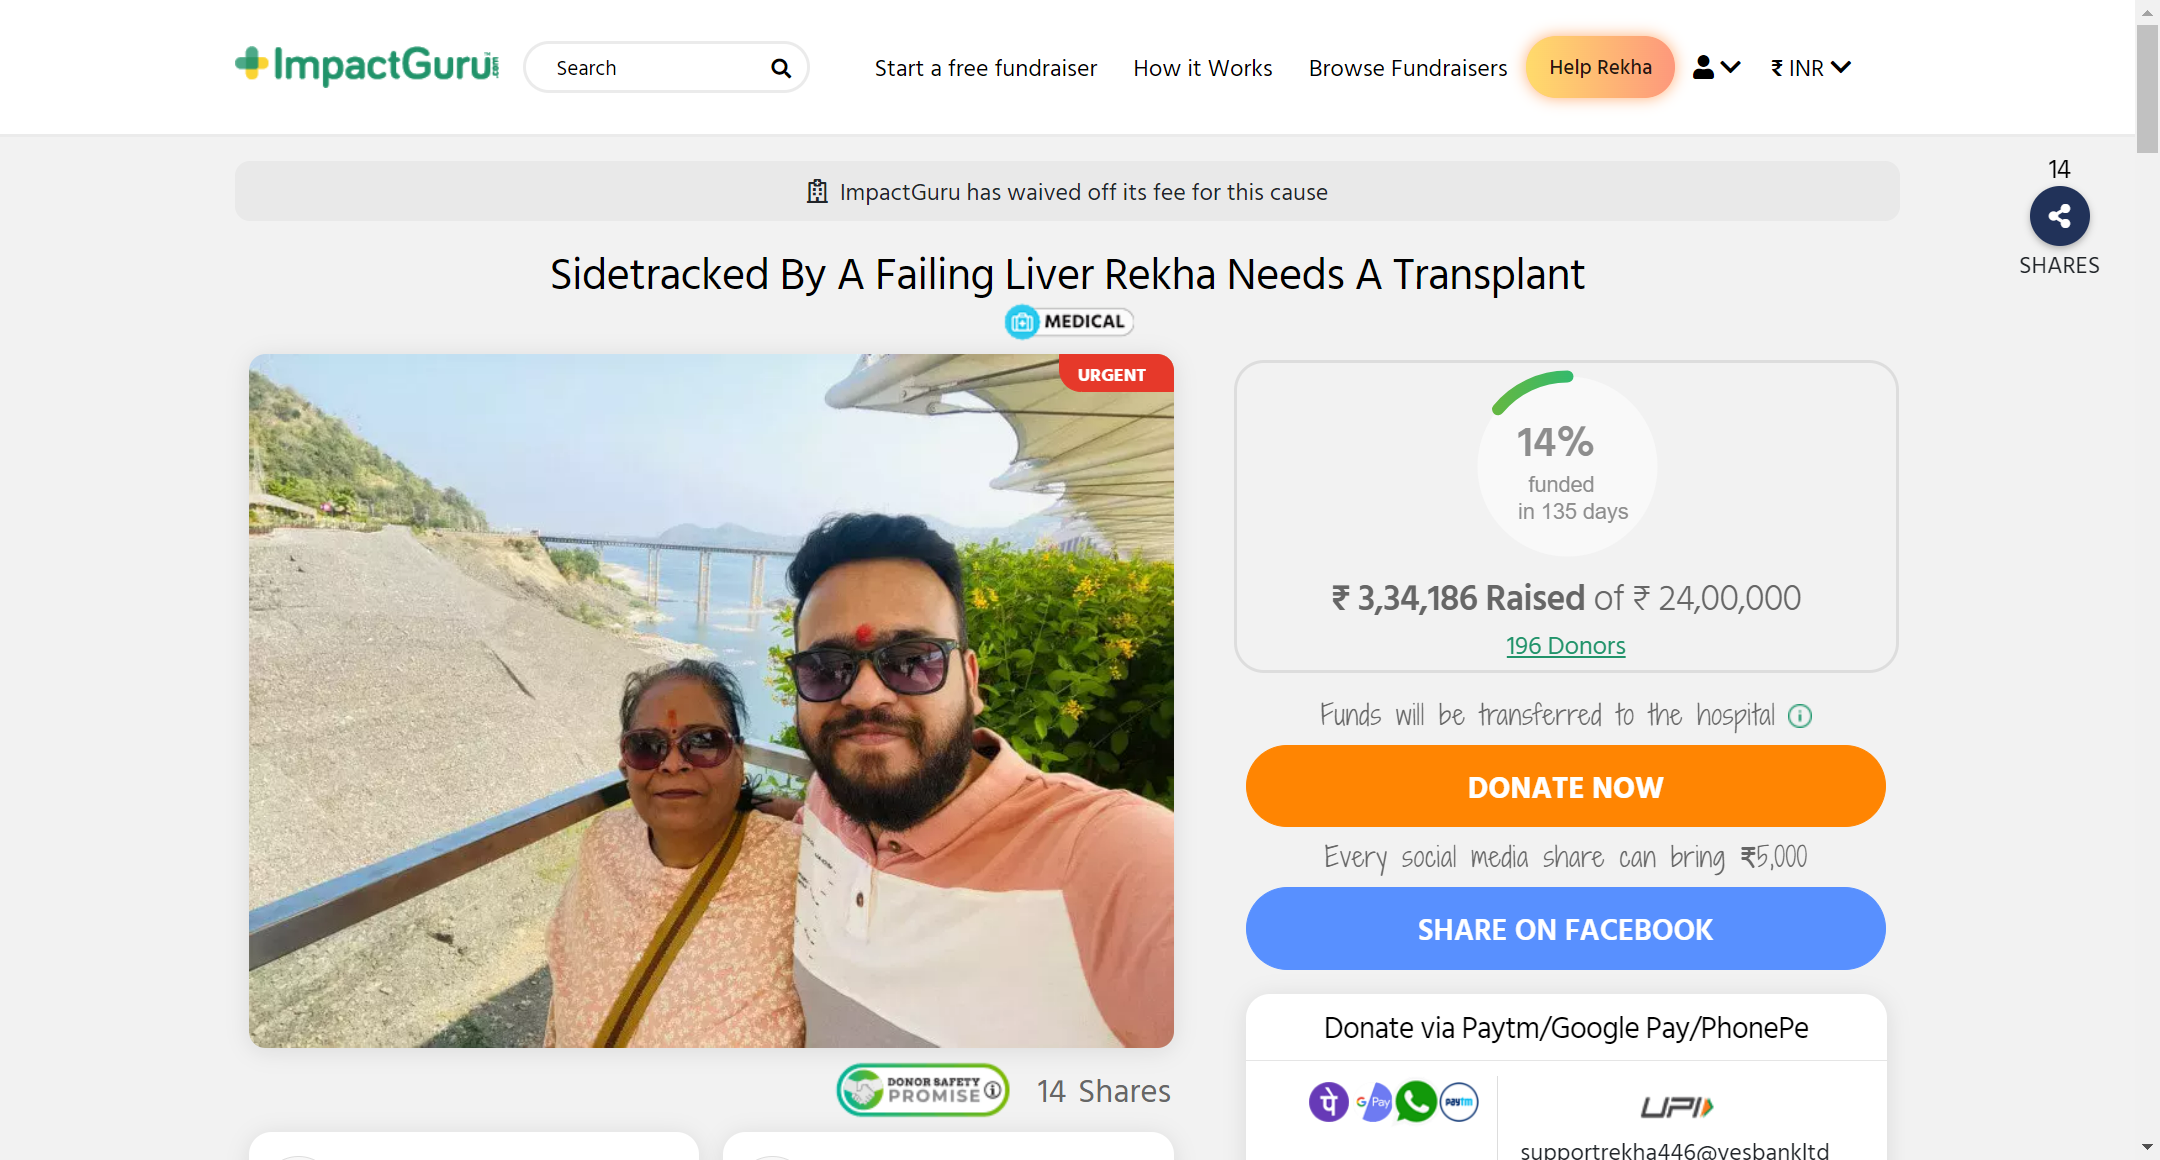 ImpactGuru.com™
Search
Start a free fundraiser
How it Works
Browse Fundraisers
Help Rekha
₹ INR
ImpactGuru has waived off its fee for this cause
14
SHARES
Sidetracked By A Failing Liver Rekha Needs A Transplant
MEDICAL
URGENT
14%
funded
in 135 days
₹ 3,34,186 Raised of ₹ 24,00,000
196 Donors
Funds will be transferred to the hospital
DONATE NOW
Every social media share can bring ₹5,000
SHARE ON FACEBOOK
DONOR SAFETY
PROMISE
14 Shares
Donate via Paytm/Google Pay/PhonePe
पे G Pay paytm
UPI
supportrekha446@yesbankltd